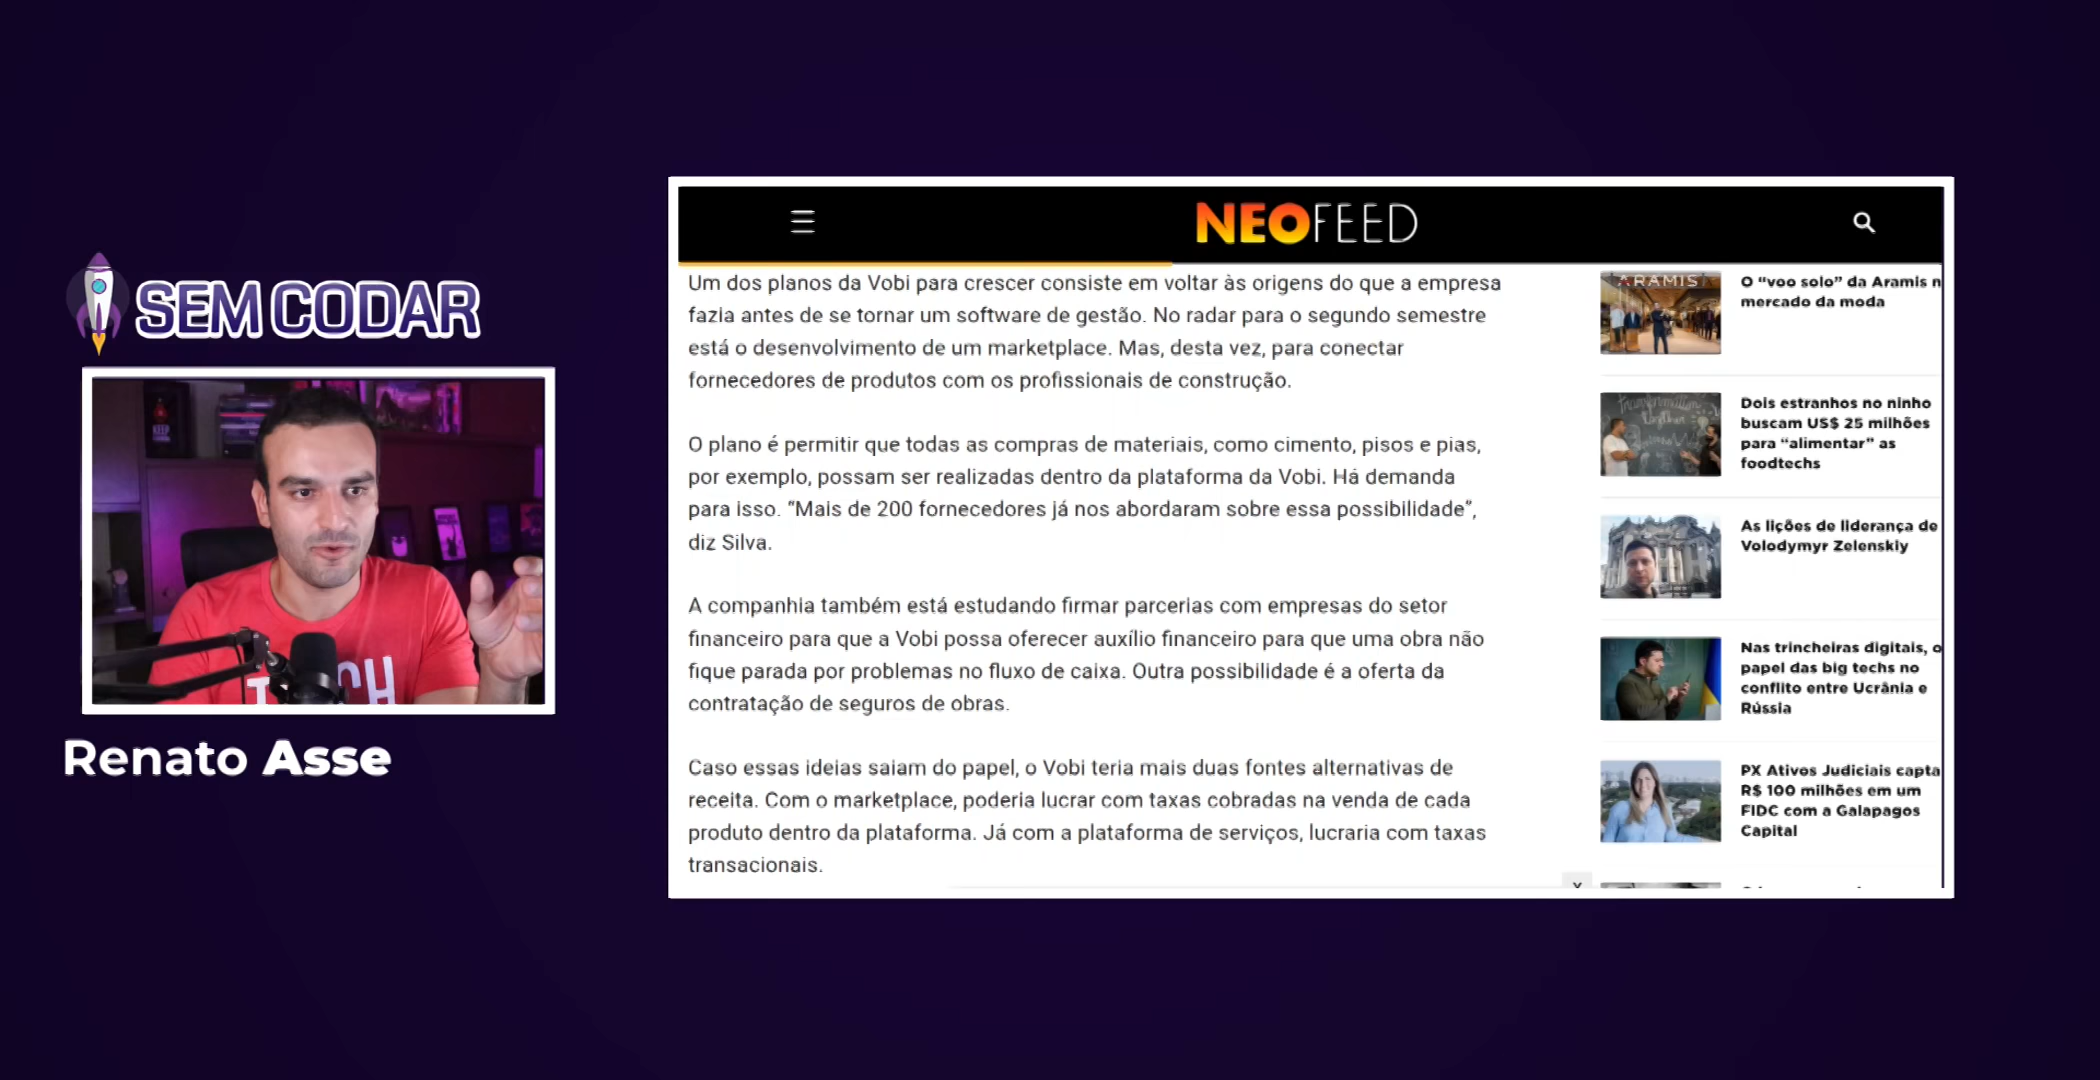 SEM CODAR
Renato Asse
NEOFEED
Um dos planos da Vobi para crescer consiste em voltar às origens do que a empresa
fazia antes de se tornar um software de gestão. No radar para o segundo semestre
está o desenvolvimento de um marketplace. Mas, desta vez, para conectar
fornecedores de produtos com os profissionais de construção.
O plano é permitir que todas as compras de materiais, como cimento, pisos e pias,
por exemplo, possam ser realizadas dentro da plataforma da Vobi. Há demanda
para isso. “Mais de 200 fornecedores já nos abordaram sobre essa possibilidade”,
diz Silva.
A companhia também está estudando firmar parcerias com empresas do setor
financeiro para que a Vobi possa oferecer auxílio financeiro para que uma obra não
fique parada por problemas no fluxo de caixa. Outra possibilidade é a oferta da
contratação de seguros de obras.
Caso essas ideias saiam do papel, o Vobi teria mais duas fontes alternativas de
receita. Com o marketplace, poderia lucrar com taxas cobradas na venda de cada
produto dentro da plataforma. Já com a plataforma de serviços, lucraria com taxas
transacionais.
X
ARAMIS
O “voo solo” da Aramis n
mercado da moda
Dois estranhos no ninho
buscam US$ 25 milhões
para “alimentar” as
foodtechs
As lições de liderança de
Volodymyr Zelenskiy
Nas trincheiras digitais, o
papel das big techs no
conflito entre Ucrânia e
Rússia
PX Ativos Judiciais capta
R$ 100 milhões em um
FIDC com a Galapagos
Capital